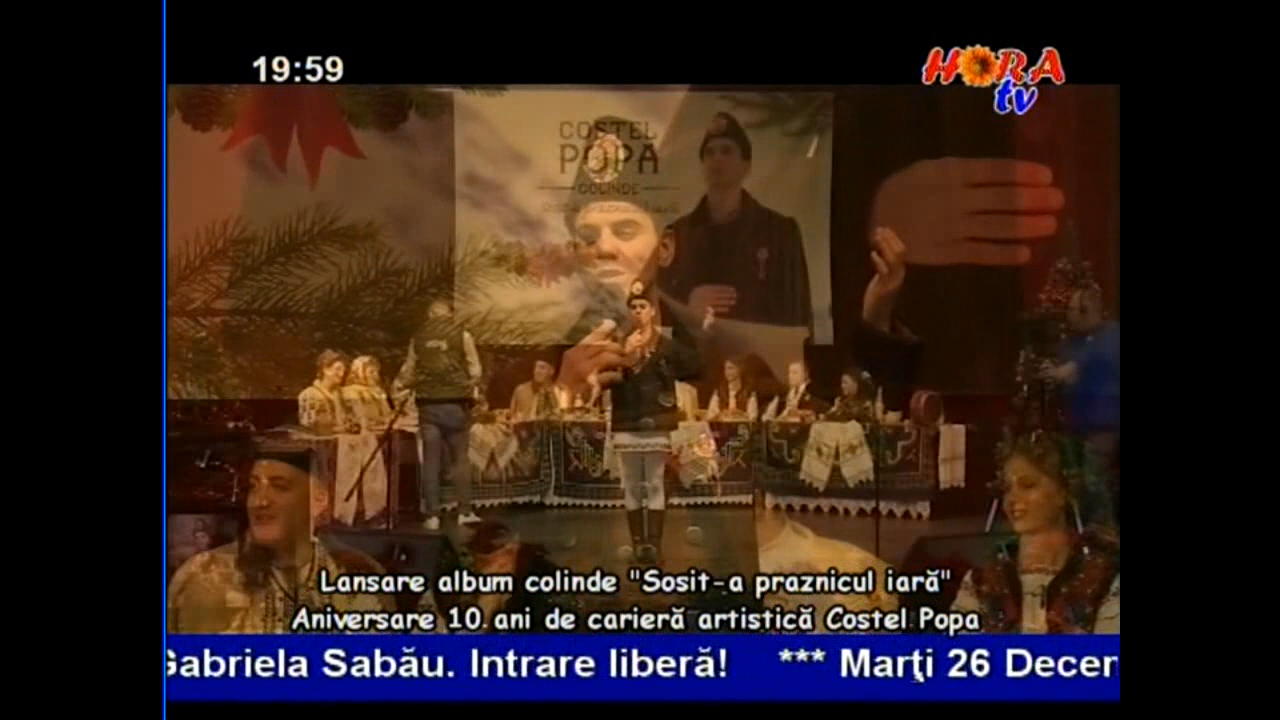 19:59
HORA
tv
COSTEL
POPA
COLINDE
Lansare album colinde "Sosit-a praznicul iară"
Aniversare 10 ani de carieră artistică Costel Popa
Gabriela Sabău. Intrare liberă! *** Marţi 26 Decem